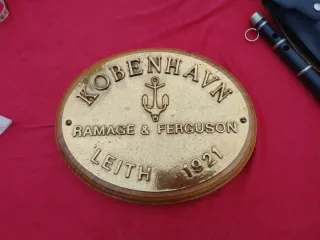 KOBENHAVN
RAMAGE & FERGUSON
LEITH 1921